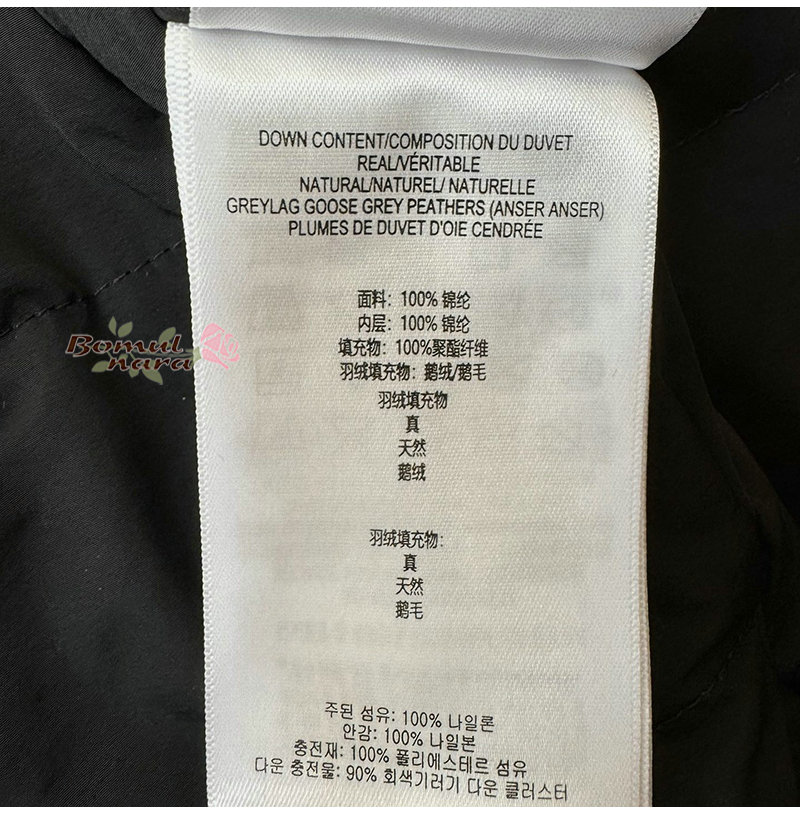 DOWN CONTENT/COMPOSITION DU DUVET
REAL/VÉRITABLE
NATURAL/NATUREL/ NATURELLE
GREYLAG GOOSE GREY PEATHERS (ANSER ANSER)
PLUMES DE DUVET D'OIE CENDRÉE
面料: 100% 锦纶
内层: 100% 锦纶
填充物: 100%聚酯纤维
羽绒填充物: 鹅绒/鹅毛
羽绒填充物
真
天然
鹅绒
羽绒填充物:
真
天然
鹅毛
주된 섬유: 100% 나일론
안감: 100% 나일본
충전재: 100% 폴리에스테르 섬유
다운 충전물: 90% 회색기러기 다운 클러스터
Bomul
nara